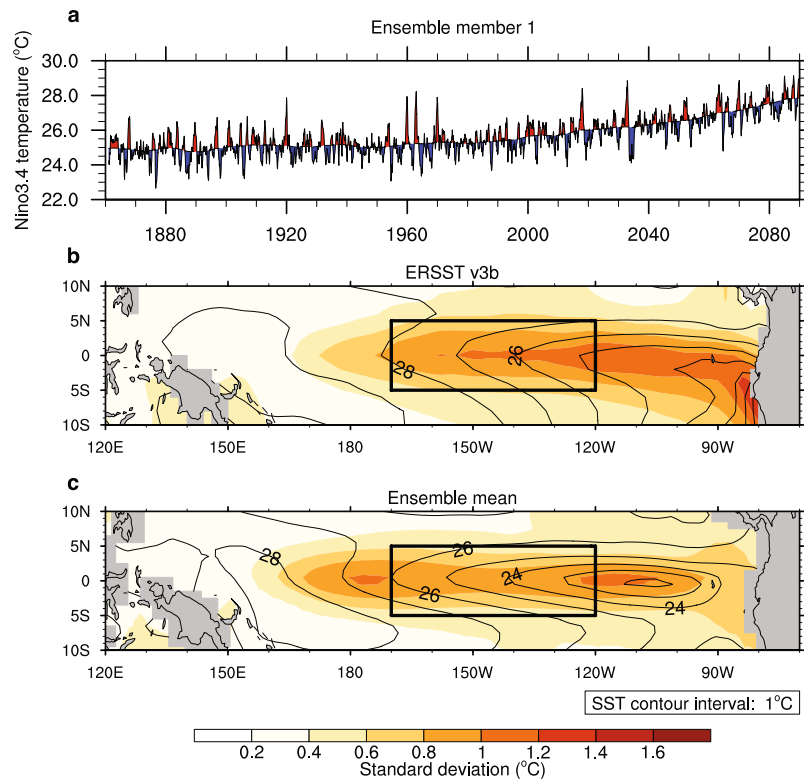 a
Ensemble member 1
Nino3.4 temperature (°C)
30.0
28.0
26.0
24.0
22.0
1880 1920 1960 2000 2040 2080
b
ERSST v3b
10N
5N
0
5S
10S
28
26
120E 150E 180 150W 120W 90W
c
Ensemble mean
10N
5N
0
5S
10S
28
26
26
24
24
120E 150E 180 150W 120W 90W
SST contour interval: 1°C
0.2 0.4 0.6 0.8 1 1.2 1.4 1.6
Standard deviation (°C)